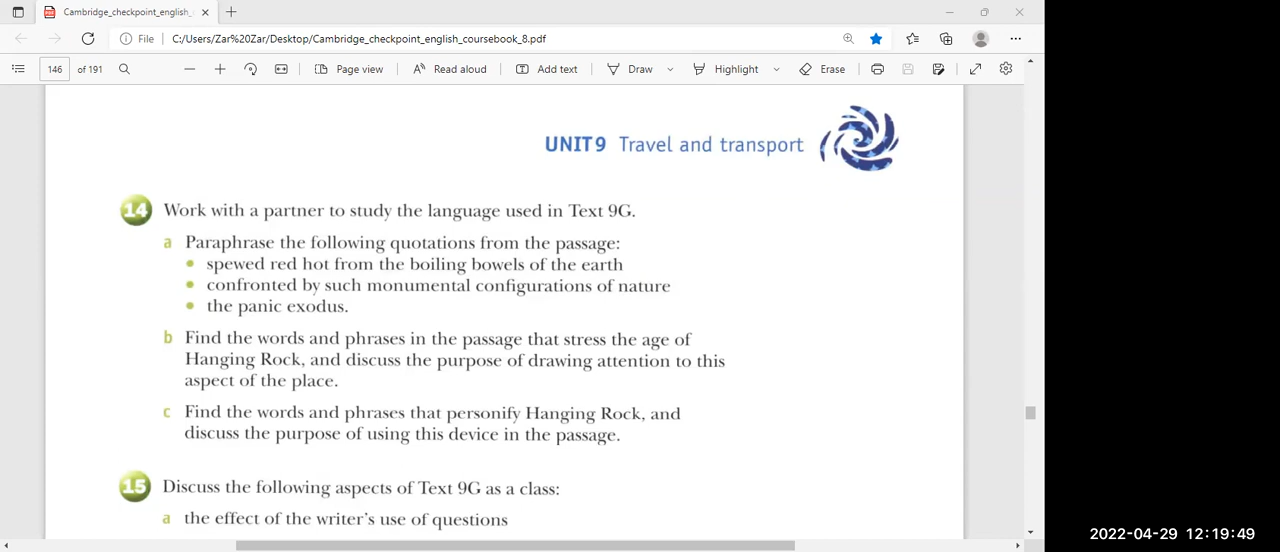 Cambridge_checkpoint_english_
File
C:/Users/Zar%20Zar/Desktop/Cambridge_checkpoint_english_coursebook_8.pdf
146 of 191
Page view
Read aloud
Add text
Draw
Highlight
Erase
UNIT9 Travel and transport
14 Work with a partner to study the language used in Text 9G.
a Paraphrase the following quotations from the passage:
• spewed red hot from the boiling bowels of the earth
• confronted by such monumental configurations of nature
• the panic exodus.
b Find the words and phrases in the passage that stress the age of
Hanging Rock, and discuss the purpose of drawing attention to this
aspect of the place.
c Find the words and phrases that personify Hanging Rock, and
discuss the purpose of using this device in the passage.
15 Discuss the following aspects of Text 9G as a class:
a the effect of the writer's use of questions
2022-04-29 12:19:49